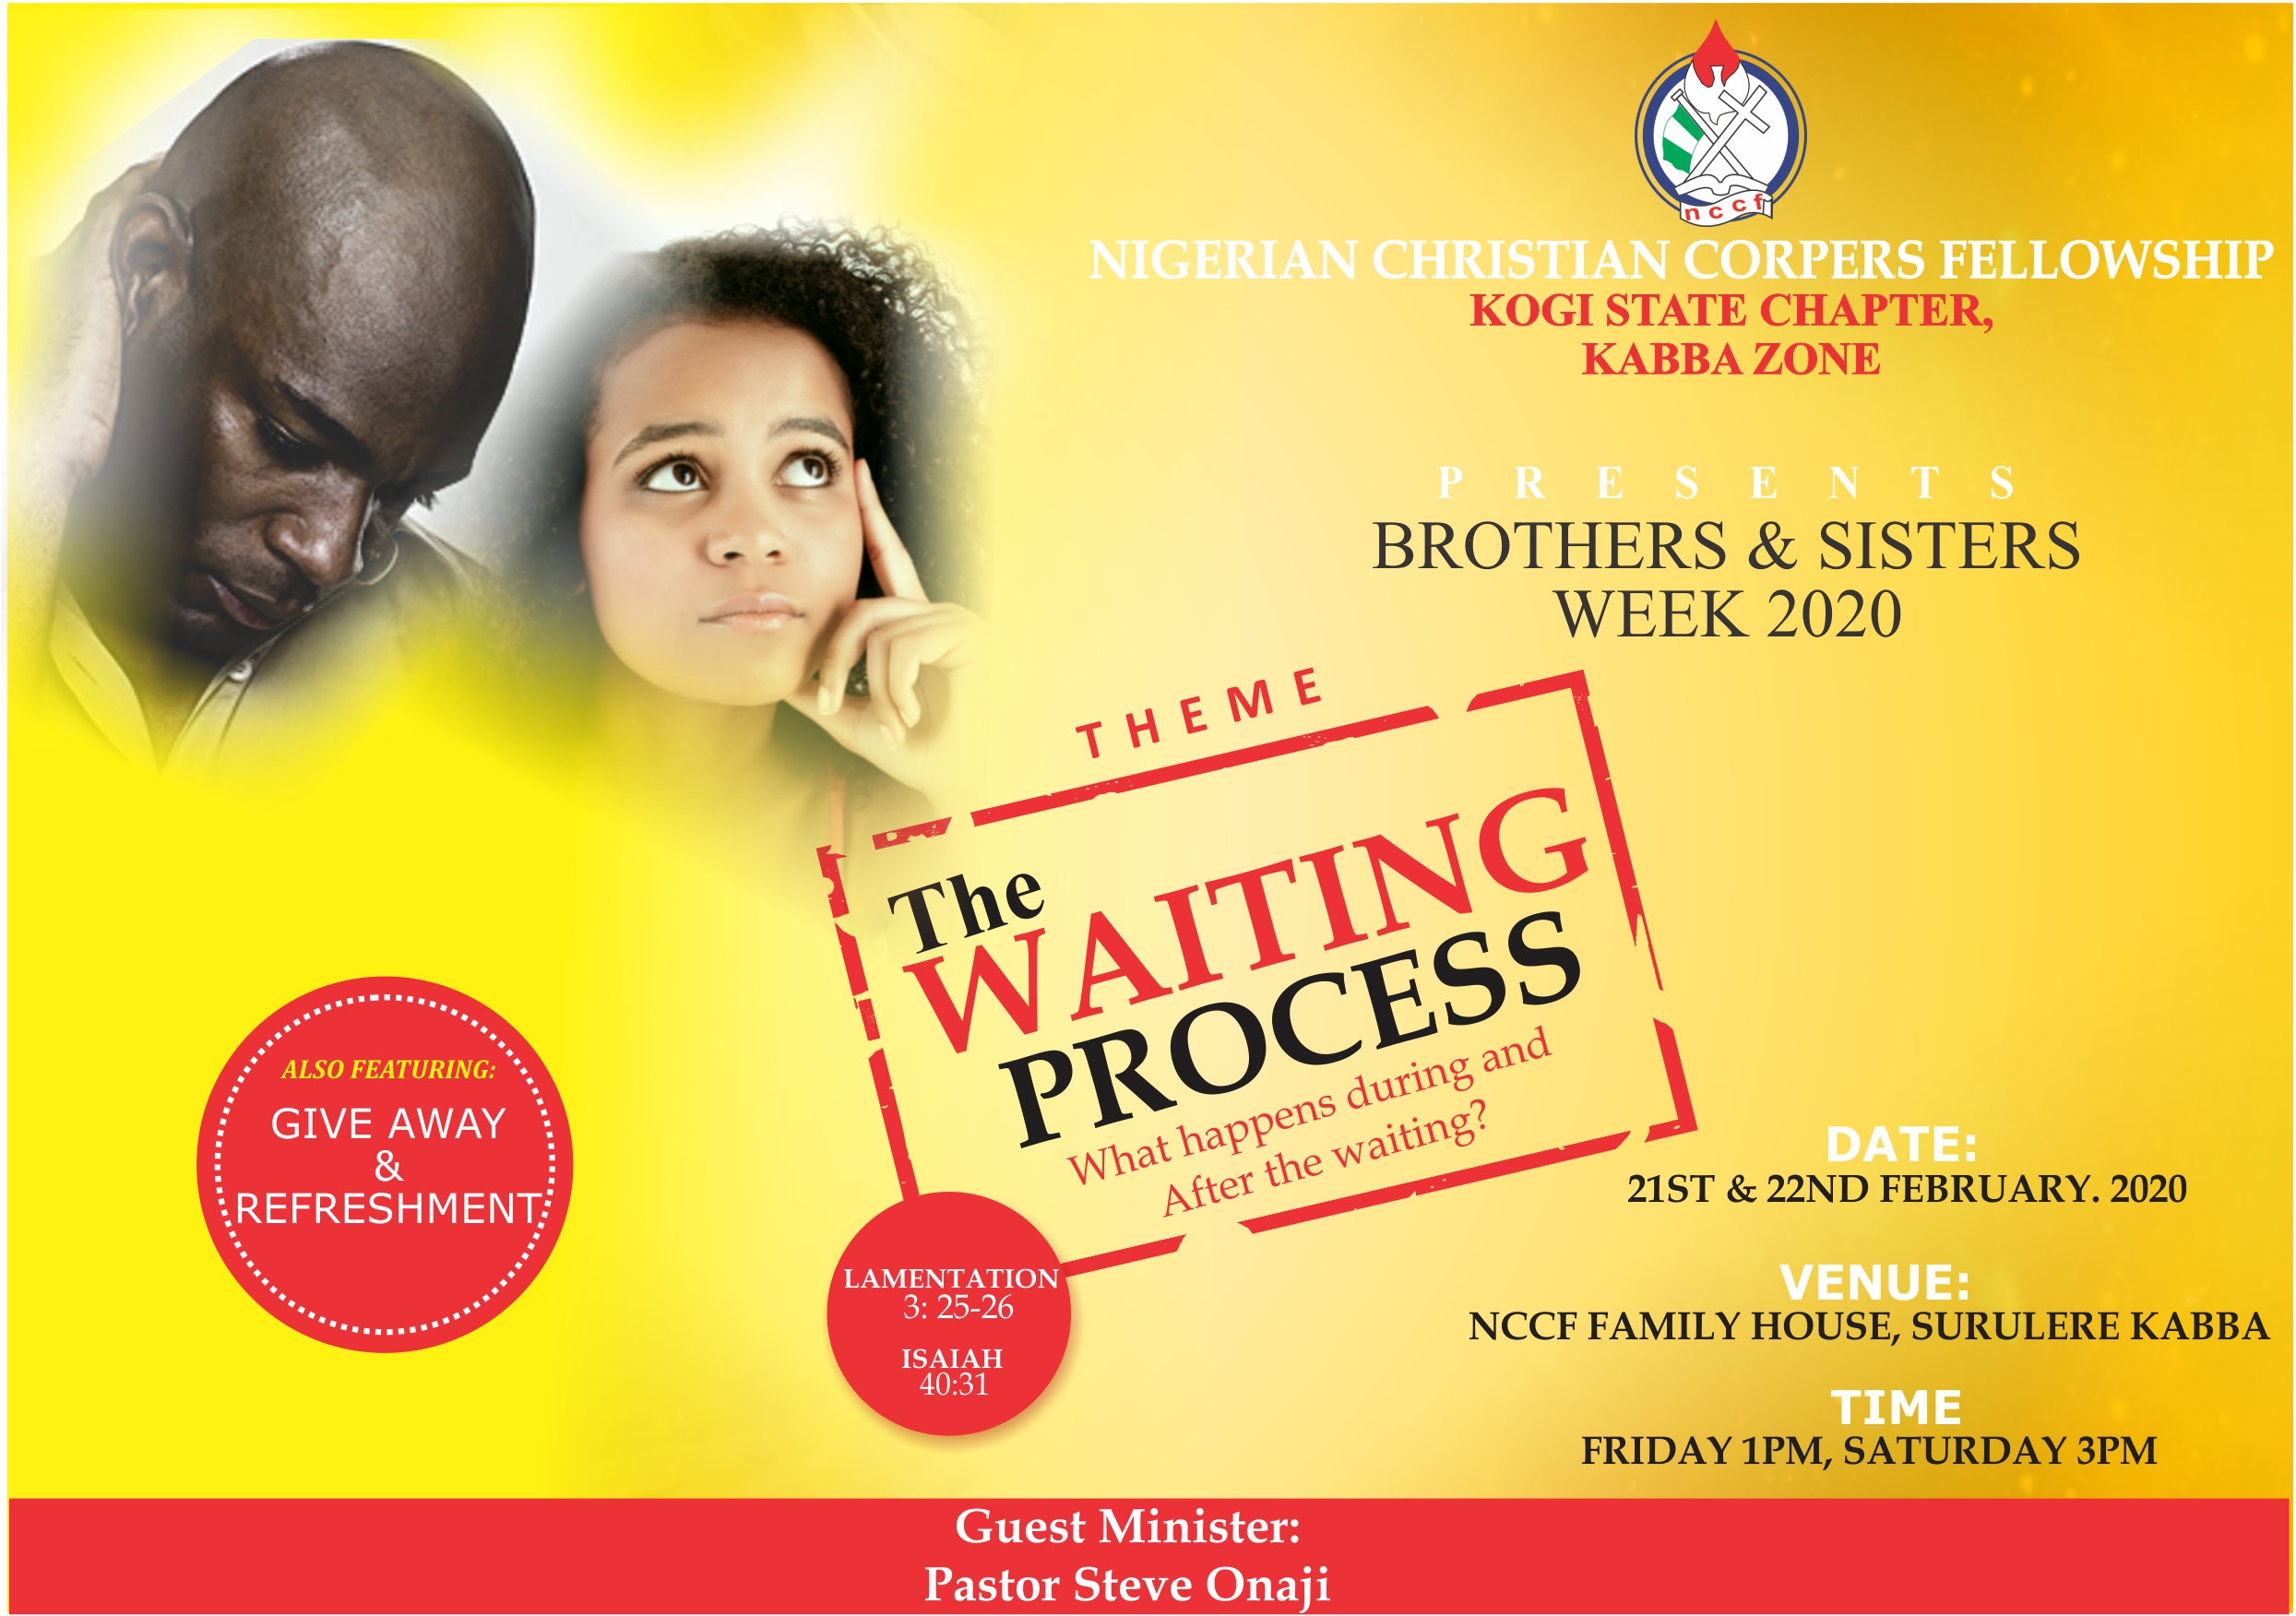 nccf
NIGERIAN CHRISTIAN CORPERS FELLOWSHIP
KOGI STATE CHAPTER,
KABBA ZONE
PRESENTS
BROTHERS & SISTERS
WEEK 2020
THEME
The
WAITING
PROCESS
What happens during and
After the waiting?
LAMENTATION
3: 25-26
ISAIAH
40:31
ALSO FEATURING:
GIVE AWAY
&
REFRESHMENT
DATE:
21ST & 22ND FEBRUARY. 2020
VENUE:
NCCF FAMILY HOUSE, SURULERE KABBA
TIME
FRIDAY 1PM, SATURDAY 3PM
Guest Minister:
Pastor Steve Onaji